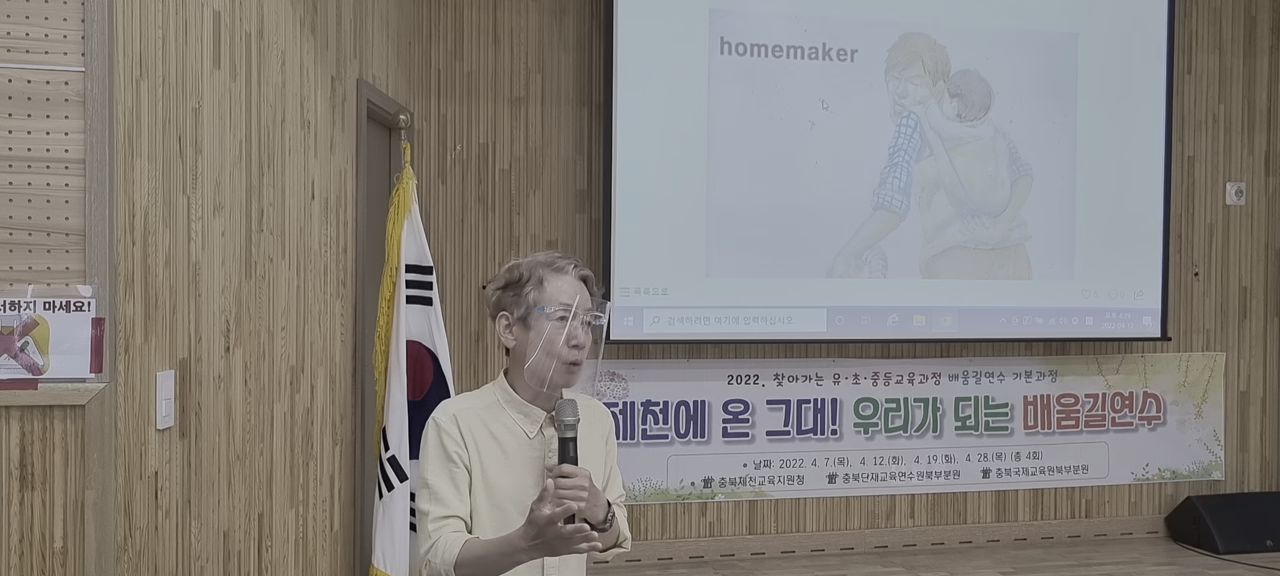 homemaker
목록으로
검색하려면 여기에 입력하십시오.
서하지 마세요!
2022. 찾아가는 유·초·중등교육과정 배움길연수 기본과정
제천에 온 그대! 우리가 되는 배움길연수
• 날짜: 2022. 4. 7.(목), 4. 12.(화), 4. 19.(화), 4. 28.(목) (총 4회)
• 충북제천교육지원청 충북단재교육연수원북부분원 충북국제교육원북부분원